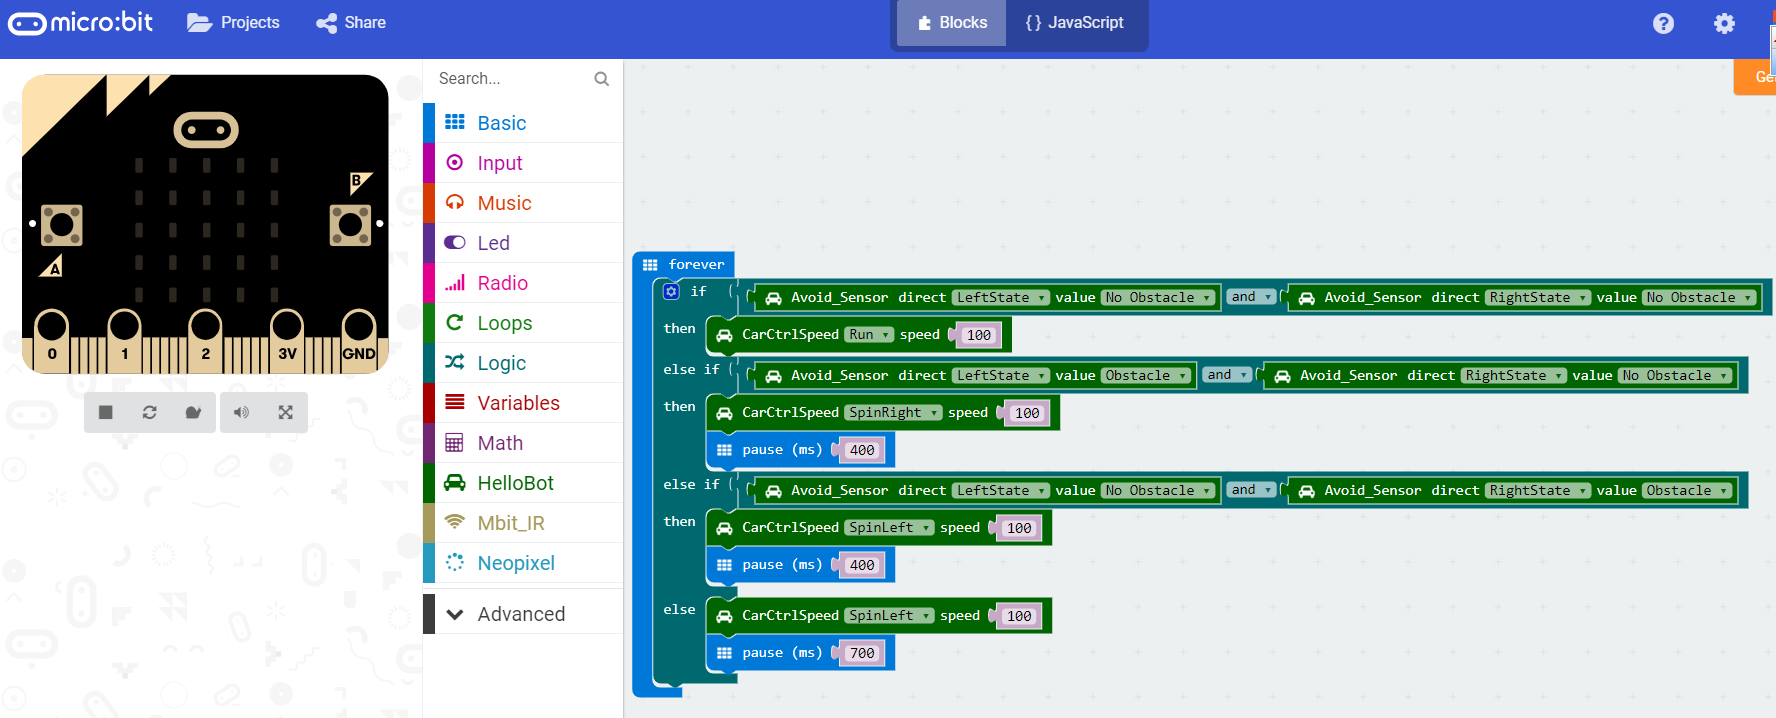 micro:bit Projects Share Blocks {} JavaScript ?
Search...
Basic
Input
Music
Led
Radio
Loops
Logic
Variables
Math
HelloBot
Mbit_IR
Neopixel
Advanced
B
A
0 1 2 3V GND
forever
if Avoid_Sensor direct LeftState value No Obstacle and Avoid_Sensor direct RightState value No Obstacle
then CarCtrlSpeed Run speed 100
else if Avoid_Sensor direct LeftState value Obstacle and Avoid_Sensor direct RightState value No Obstacle
then CarCtrlSpeed SpinRight speed 100
pause (ms) 400
else if Avoid_Sensor direct LeftState value No Obstacle and Avoid_Sensor direct RightState value Obstacle
then CarCtrlSpeed SpinLeft speed 100
pause (ms) 400
else CarCtrlSpeed SpinLeft speed 100
pause (ms) 700